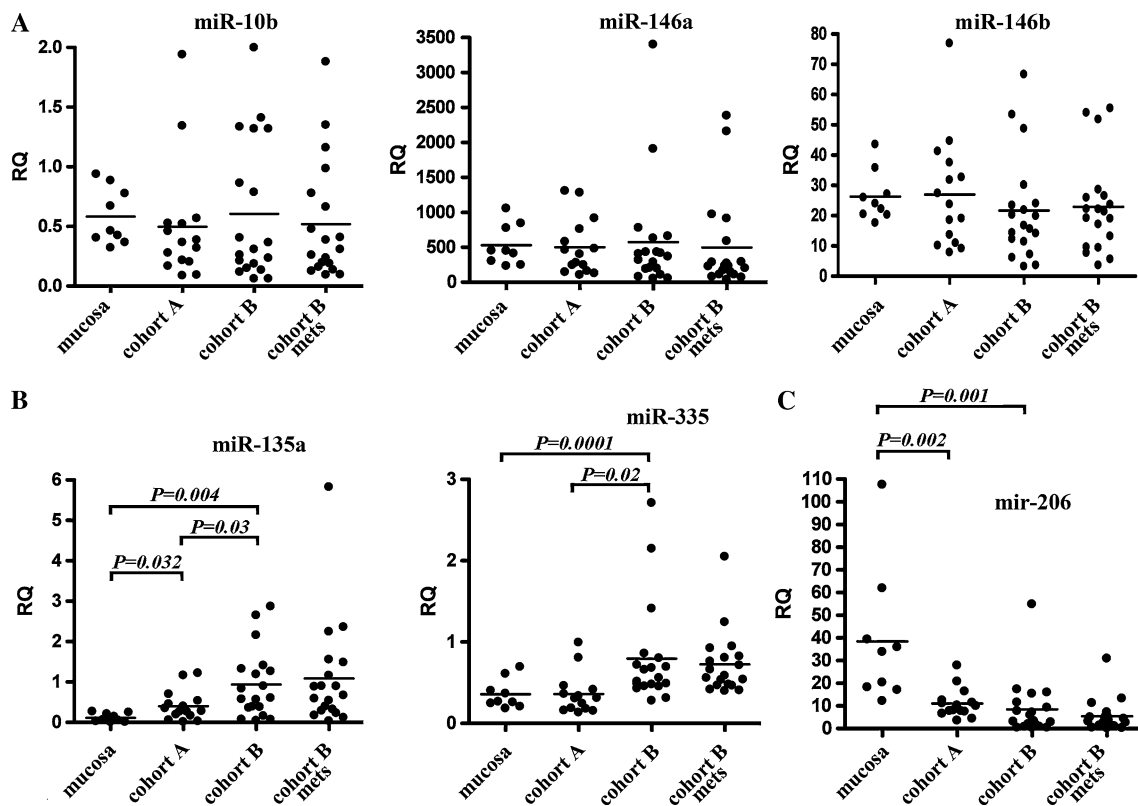 A
miR-10b
miR-146a
miR-146b
RQ
2.0
1.5
1.0
0.5
0.0
mucosa
cohort A
cohort B
cohort B
mets
RQ
3500
3000
2500
2000
1500
1000
500
0
mucosa
cohort A
cohort B
cohort B
mets
RQ
80
70
60
50
40
30
20
10
0
mucosa
cohort A
cohort B
cohort B
mets
B
miR-135a
P=0.004
P=0.03
P=0.032
RQ
6
5
4
3
2
1
0
mucosa
cohort A
cohort B
cohort B
mets
miR-335
P=0.0001
P=0.02
RQ
3
2
1
0
mucosa
cohort A
cohort B
cohort B
mets
C
P=0.001
P=0.002
mir-206
RQ
110
100
90
80
70
60
50
40
30
20
10
0
mucosa
cohort A
cohort B
cohort B
mets